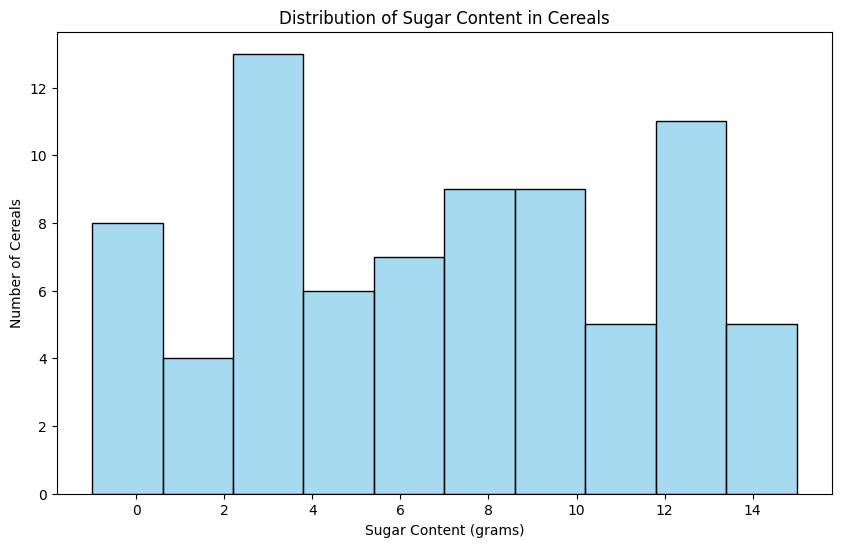 Distribution of Sugar Content in Cereals
Number of Cereals
12
10
8
6
4
2
0
0 2 4 6 8 10 12 14
Sugar Content (grams)